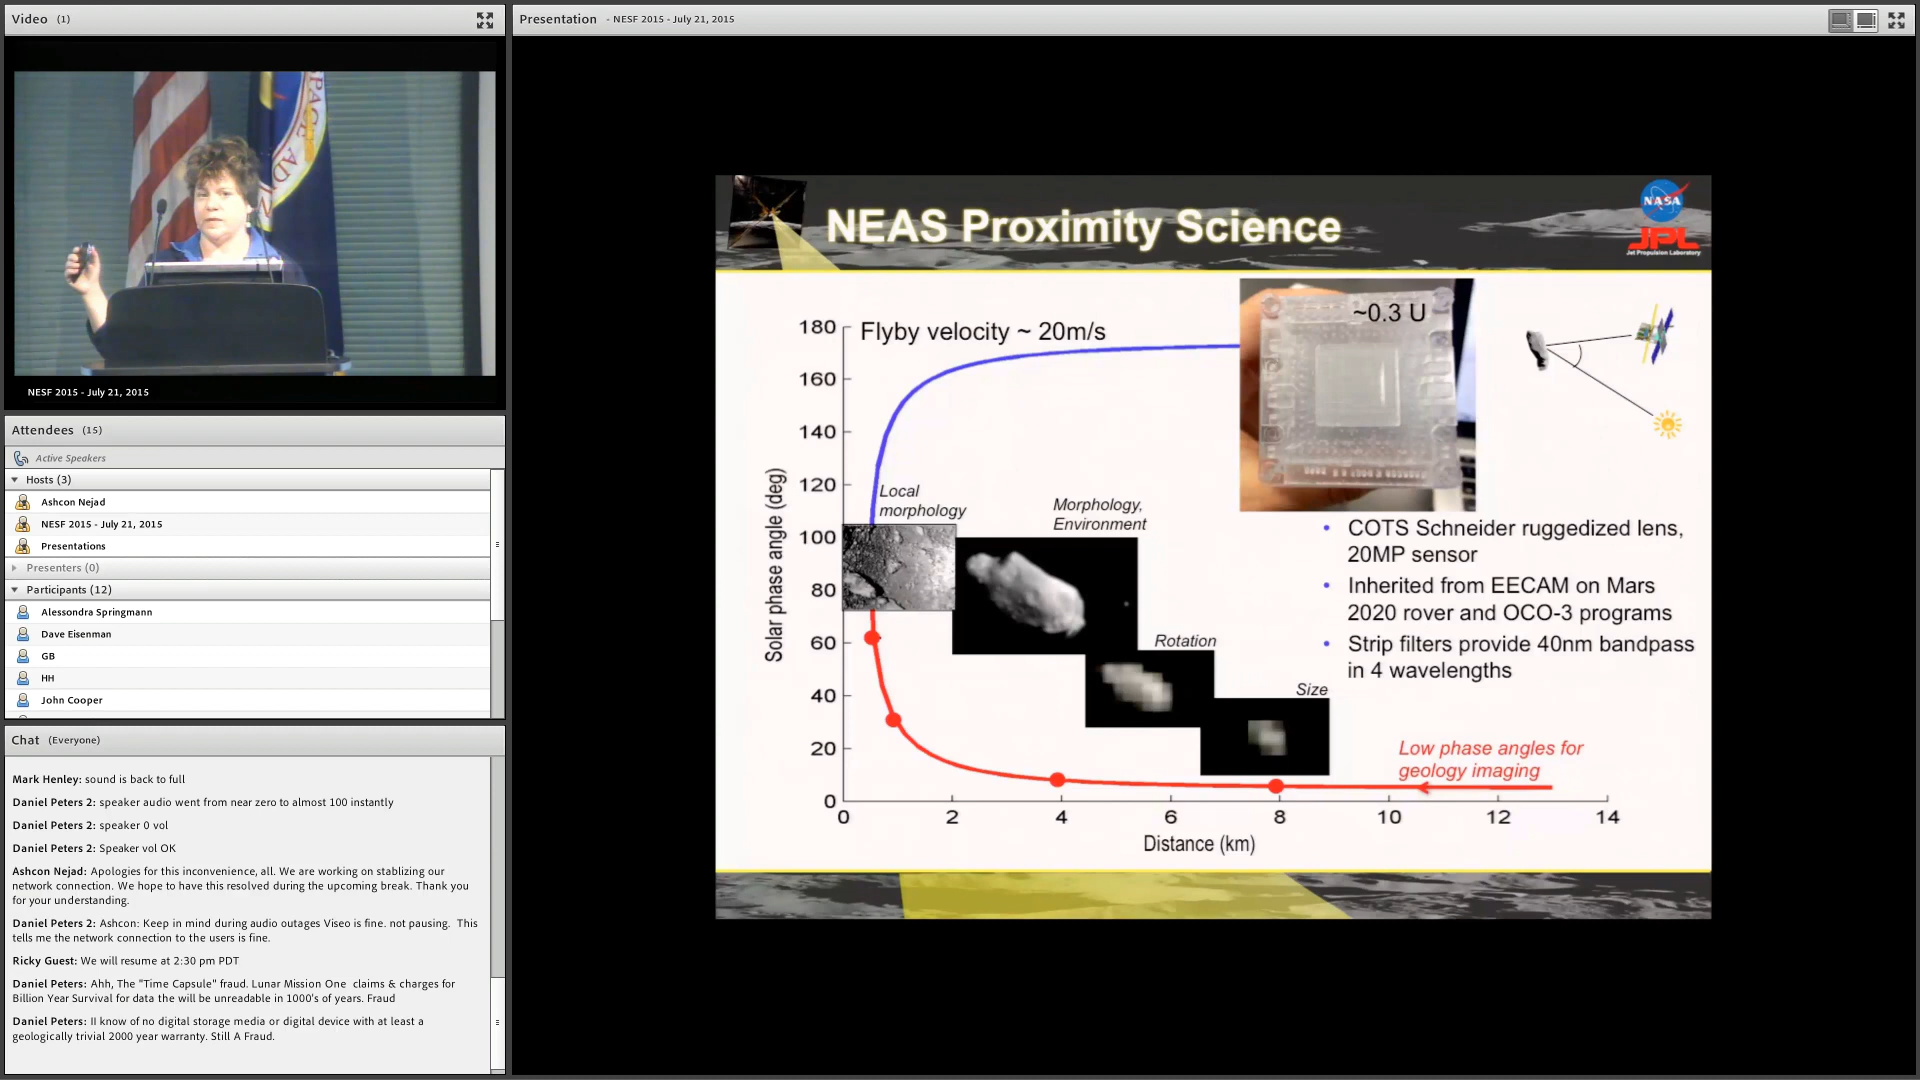 Video (1)
SPACE AD
NESF 2015 - July 21, 2015
Attendees (15)
Active Speakers
Hosts (3)
Ashcon Nejad
NESF 2015 - July 21, 2015
Presentations
Presenters (0)
Participants (12)
Alessondra Springmann
Dave Eisenman
GB
HH
John Cooper
Chat (Everyone)
Mark Henley: sound is back to full
Daniel Peters 2: speaker audio went from near zero to almost 100 instantly
Daniel Peters 2: speaker 0 vol
Daniel Peters 2: Speaker vol OK
Ashcon Nejad: Apologies for this inconvenience, all. We are working on stablizing our
network connection. We hope to have this resolved during the upcoming break. Thank you
for your understanding.
Daniel Peters 2: Ashcon: Keep in mind during audio outages Viseo is fine. not pausing. This
tells me the network connection to the users is fine.
Ricky Guest: We will resume at 2:30 pm PDT
Daniel Peters: Ahh, The "Time Capsule" fraud. Lunar Mission One claims & charges for
Billion Year Survival for data the will be unreadable in 1000's of years. Fraud
Daniel Peters: II know of no digital storage media or digital device with at least a
geologically trivial 2000 year warranty. Still A Fraud.
Presentation - NESF 2015 - July 21, 2015
NEAS Proximity Science
NASA
JPL
Jet Propulsion Laboratory
Flyby velocity ~ 20m/s
~0.3 U
180
160
140
120
100
80
60
40
20
0
Solar phase angle (deg)
Local
morphology
Morphology,
Environment
Rotation
Size
• COTS Schneider ruggedized lens,
20MP sensor
• Inherited from EECAM on Mars
2020 rover and OCO-3 programs
• Strip filters provide 40nm bandpass
in 4 wavelengths
Low phase angles for
geology imaging
0 2 4 6 8 10 12 14
Distance (km)